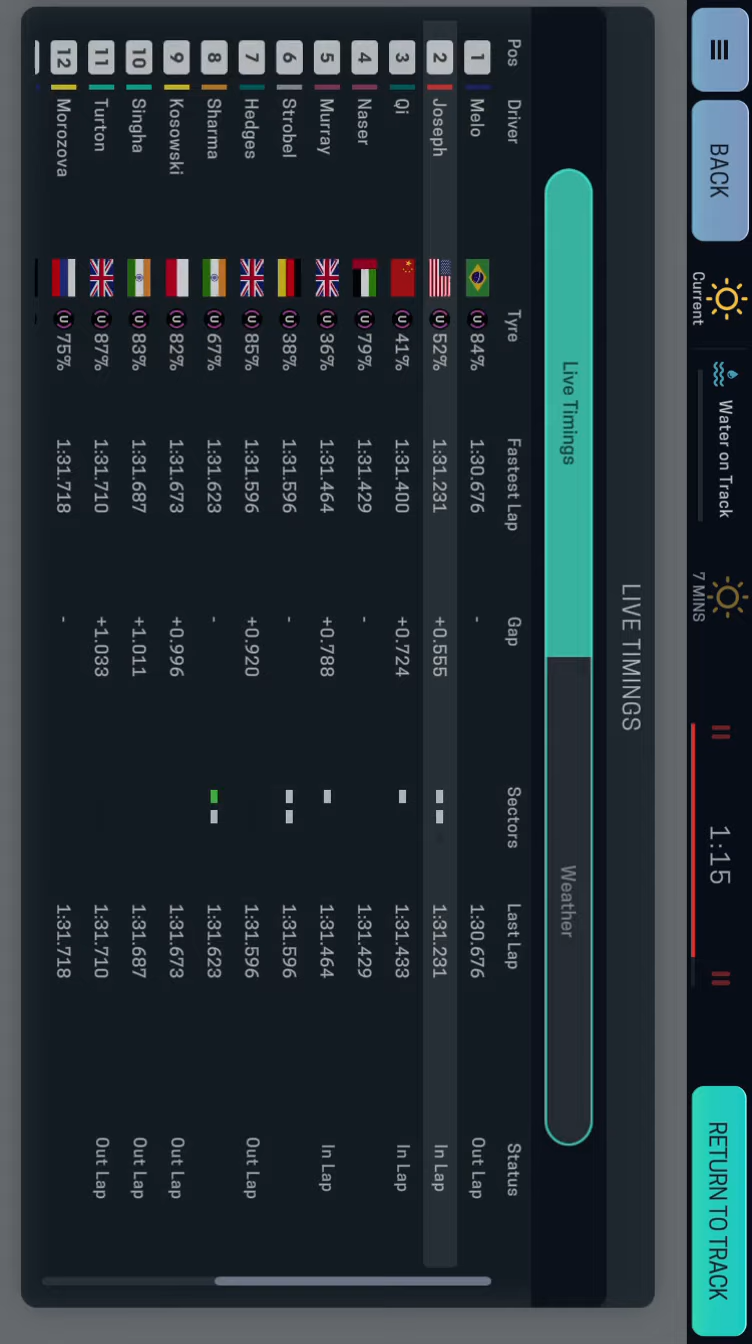 BACK
Current
Water on Track
7 MINS
1:15
RETURN TO TRACK
LIVE TIMINGS
Live Timings Weather
Pos Driver Tyre Fastest Lap Gap Sectors Last Lap Status
1 Melo U 84% 1:30.676 - 1:30.676 Out Lap
2 Joseph U 52% 1:31.231 +0.555 1:31.231 In Lap
3 Qi U 41% 1:31.400 +0.724 1:31.433 In Lap
4 Naser U 79% 1:31.429 - 1:31.429
5 Murray U 36% 1:31.464 +0.788 1:31.464 In Lap
6 Strobel U 38% 1:31.596 - 1:31.596
7 Hedges U 85% 1:31.596 +0.920 1:31.596 Out Lap
8 Sharma U 67% 1:31.623 - 1:31.623
9 Kosowski U 82% 1:31.673 +0.996 1:31.673 Out Lap
10 Singha U 83% 1:31.687 +1.011 1:31.687 Out Lap
11 Turton U 87% 1:31.710 +1.033 1:31.710 Out Lap
12 Morozova U 75% 1:31.718 - 1:31.718